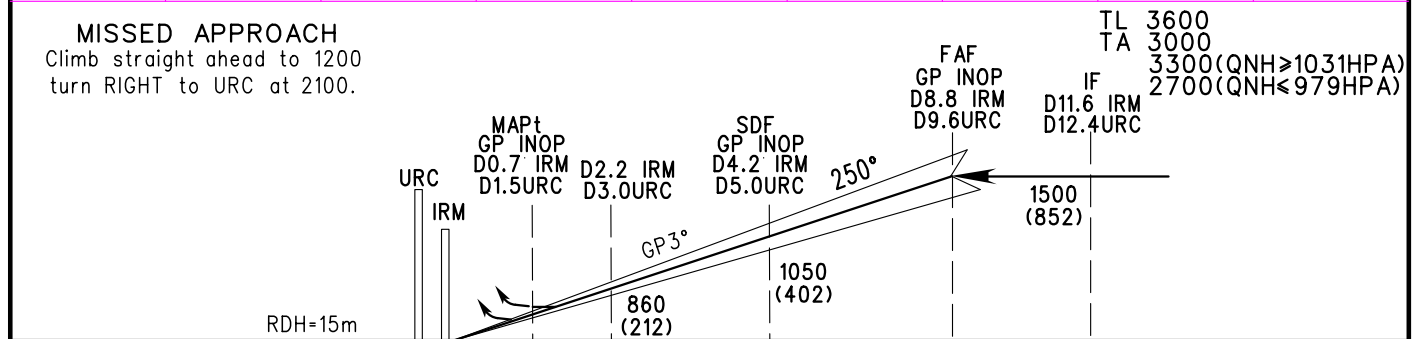 MISSED APPROACH
Climb straight ahead to 1200
turn RIGHT to URC at 2100.
TL 3600
TA 3000
3300(QNH≥1031HPA)
2700(QNH≤979HPA)
FAF
GP INOP
D8.8 IRM
D9.6URC
IF
D11.6 IRM
D12.4URC
MAPt
GP INOP
D0.7 IRM
D1.5URC
D2.2 IRM
D3.0URC
SDF
GP INOP
D4.2 IRM
D5.0URC
URC
IRM
250°
GP3°
1500
(852)
1050
(402)
860
(212)
RDH=15m